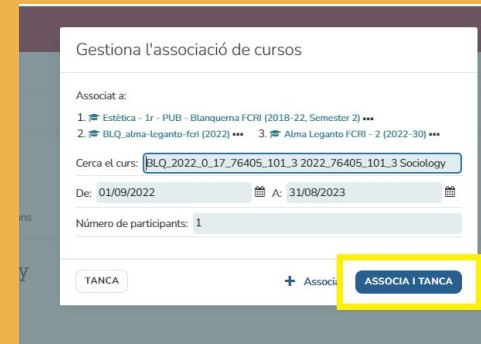 Gestiona l'associació de cursos
Associat a:
1. Estètica - 1r - PUB - Blanquerna FCRI (2018-22, Semester 2) •••
2. BLQ_alma-leganto-fcri (2022) ••• 3. Alma Leganto FCRI - 2 (2022-30) •••
Cerca el curs: BLQ_2022_0_17_76405_101_3 2022_76405_101_3 Sociology
De: 01/09/2022 A: 31/08/2023
ns
Número de participants: 1
y
TANCA + Associa ASSOCIA I TANCA